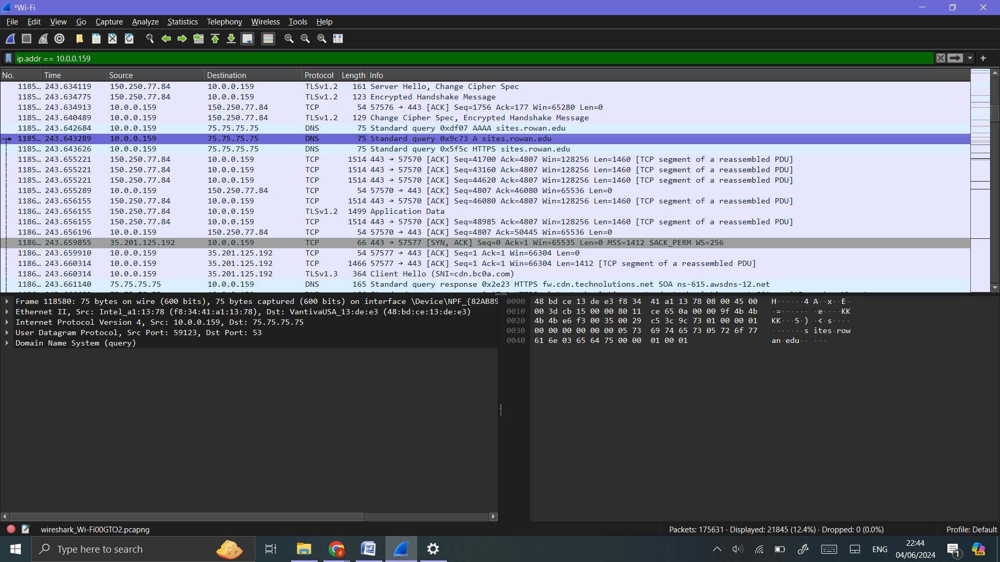 *Wi-Fi
File Edit View Go Capture Analyze Statistics Telephony Wireless Tools Help
ip.addr == 10.0.0.159
No. Time Source Destination Protocol Length Info
1185… 243.634119 150.250.77.84 10.0.0.159 TLSv1.2 161 Server Hello, Change Cipher Spec
1185… 243.634775 150.250.77.84 10.0.0.159 TLSv1.2 123 Encrypted Handshake Message
1185… 243.634913 10.0.0.159 150.250.77.84 TCP 54 57576 → 443 [ACK] Seq=1756 Ack=177 Win=65280 Len=0
1185… 243.640489 10.0.0.159 150.250.77.84 TLSv1.2 129 Change Cipher Spec, Encrypted Handshake Message
1185… 243.642684 10.0.0.159 75.75.75.75 DNS 75 Standard query 0xdf07 AAAA sites.rowan.edu
1185… 243.643289 10.0.0.159 75.75.75.75 DNS 75 Standard query 0x9c73 A sites.rowan.edu
1185… 243.643626 10.0.0.159 75.75.75.75 DNS 75 Standard query 0x5f5c HTTPS sites.rowan.edu
1185… 243.655221 150.250.77.84 10.0.0.159 TCP 1514 443 → 57570 [ACK] Seq=41700 Ack=4807 Win=128256 Len=1460 [TCP segment of a reassembled PDU]
1185… 243.655221 150.250.77.84 10.0.0.159 TCP 1514 443 → 57570 [ACK] Seq=43160 Ack=4807 Win=128256 Len=1460 [TCP segment of a reassembled PDU]
1185… 243.655221 150.250.77.84 10.0.0.159 TCP 1514 443 → 57570 [ACK] Seq=44620 Ack=4807 Win=128256 Len=1460 [TCP segment of a reassembled PDU]
1185… 243.655289 10.0.0.159 150.250.77.84 TCP 54 57570 → 443 [ACK] Seq=4807 Ack=46080 Win=65536 Len=0
1186… 243.656155 150.250.77.84 10.0.0.159 TCP 1514 443 → 57570 [ACK] Seq=46080 Ack=4807 Win=128256 Len=1460 [TCP segment of a reassembled PDU]
1186… 243.656155 150.250.77.84 10.0.0.159 TLSv1.2 1499 Application Data
1186… 243.656155 150.250.77.84 10.0.0.159 TCP 1514 443 → 57570 [ACK] Seq=48985 Ack=4807 Win=128256 Len=1460 [TCP segment of a reassembled PDU]
1186… 243.656196 10.0.0.159 150.250.77.84 TCP 54 57570 → 443 [ACK] Seq=4807 Ack=50445 Win=65536 Len=0
1186… 243.659855 35.201.125.192 10.0.0.159 TCP 66 443 → 57577 [SYN, ACK] Seq=0 Ack=1 Win=65535 Len=0 MSS=1412 SACK_PERM WS=256
1186… 243.659910 10.0.0.159 35.201.125.192 TCP 54 57577 → 443 [ACK] Seq=1 Ack=1 Win=66304 Len=0
1186… 243.660314 10.0.0.159 35.201.125.192 TCP 1466 57577 → 443 [ACK] Seq=1 Ack=1 Win=66304 Len=1412 [TCP segment of a reassembled PDU]
1186… 243.660314 10.0.0.159 35.201.125.192 TLSv1.3 364 Client Hello (SNI=cdn.bc0a.com)
1186… 243.661140 75.75.75.75 10.0.0.159 DNS 165 Standard query response 0x2e23 HTTPS fw.cdn.technolutions.net SOA ns-615.awsdns-12.net
Frame 118580: 75 bytes on wire (600 bits), 75 bytes captured (600 bits) on interface \Device\NPF_{82AB89
Ethernet II, Src: Intel_a1:13:78 (f8:34:41:a1:13:78), Dst: VantivaUSA_13:de:e3 (48:bd:ce:13:de:e3)
Internet Protocol Version 4, Src: 10.0.0.159, Dst: 75.75.75.75
User Datagram Protocol, Src Port: 59123, Dst Port: 53
Domain Name System (query)
0000 48 bd ce 13 de e3 f8 34 41 a1 13 78 08 00 45 00 H······4 A··x··E·
0010 00 3d cb 15 00 00 80 11 ce 65 0a 00 00 9f 4b 4b ·=······ ·e····KK
0020 4b 4b e6 f3 00 35 00 29 c5 3c 9c 73 01 00 00 01 KK···5·) ·<·s····
0030 00 00 00 00 00 00 05 73 69 74 65 73 05 72 6f 77 ·······s ites·row
0040 61 6e 03 65 64 75 00 00 01 00 01 an·edu·· ···
wireshark_Wi-Fi00GTO2.pcapng
Packets: 175631 · Displayed: 21845 (12.4%) · Dropped: 0 (0.0%)
Profile: Default
Type here to search
d
W
ENG
22:44
04/06/2024
1
PRE